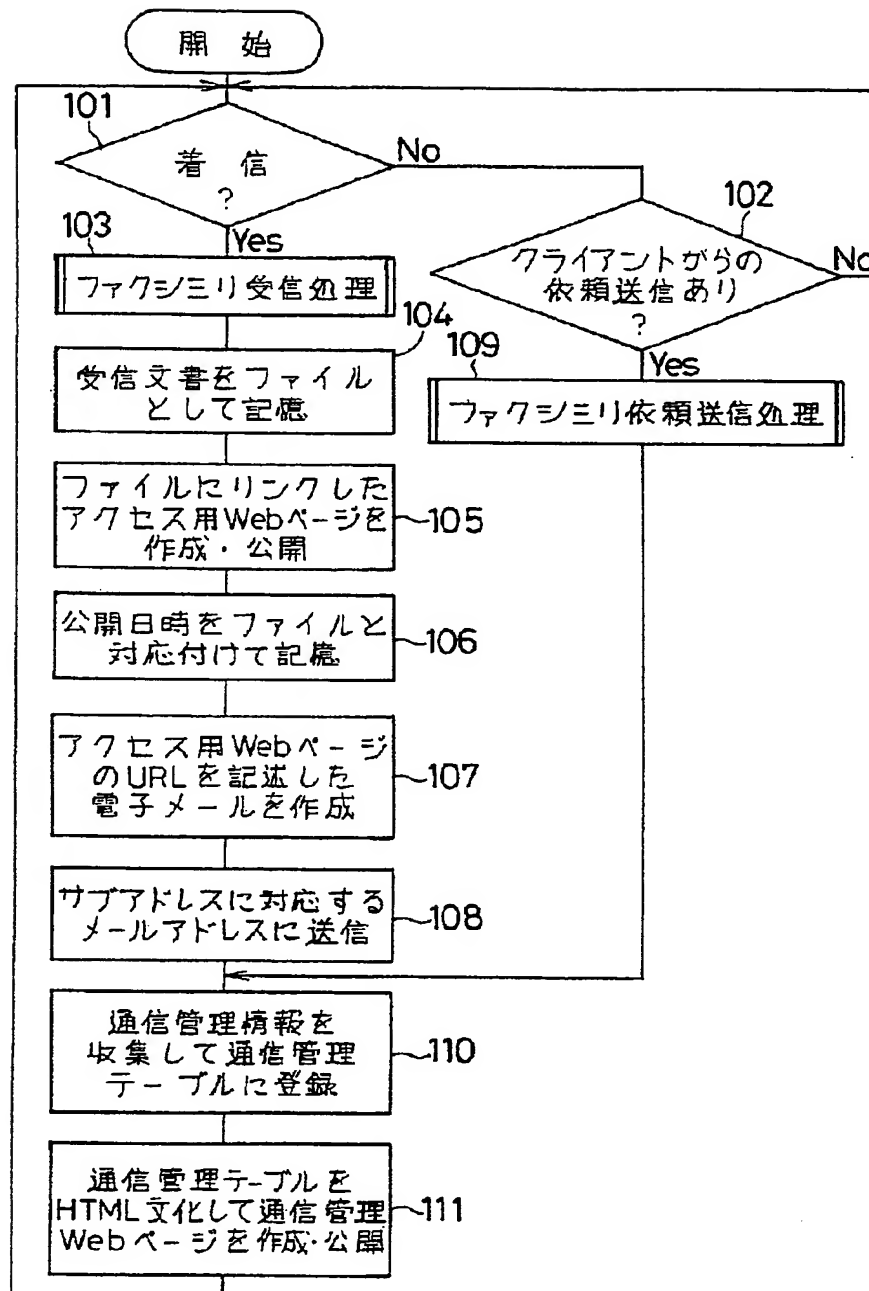 開始
101
着信
?
No
Yes
102
クライアントがらの
依頼送信あり
?
No
Yes
103
ファクシミリ受信処理
104
受信文書をファイル
として記憶
109
ファクシミリ依頼送信処理
ファイルにリンクした
アクセス用Webページを
作成・公開
105
公開日時をファイルと
対応付けて記憶
106
アクセス用Webページ
のURLを記述した
電子メールを作成
107
サブアドレスに対応する
メールアドレスに送信
108
通信管理情報を
収集して通信管理
テーブルに登録
110
通信管理テーブルを
HTML文化して通信管理
Webページを作成・公開
111